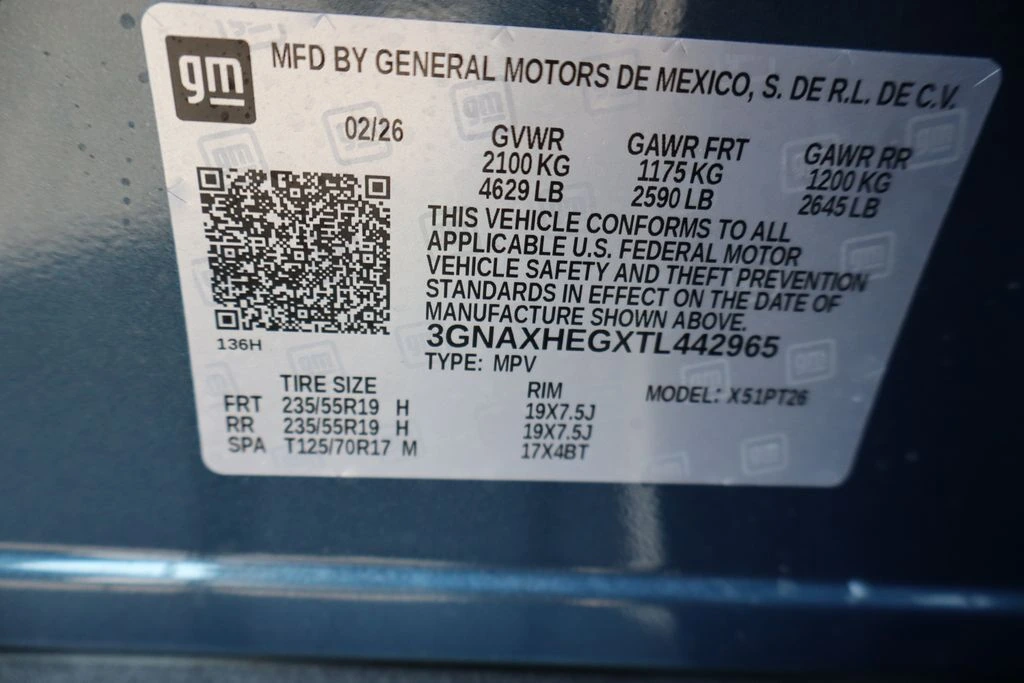 gm
MFD BY GENERAL MOTORS DE MEXICO, S. DE R.L. DE C.V.
02/26
GVWR GAWR FRT GAWR RR
2100 KG 1175 KG 1200 KG
4629 LB 2590 LB 2645 LB
THIS VEHICLE CONFORMS TO ALL
APPLICABLE U.S. FEDERAL MOTOR
VEHICLE SAFETY AND THEFT PREVENTION
STANDARDS IN EFFECT ON THE DATE OF
MANUFACTURE SHOWN ABOVE.
136H
3GNAXHEGXTL442965
TYPE: MPV
TIRE SIZE RIM MODEL: X51PT26
FRT 235/55R19 H 19X7.5J
RR 235/55R19 H 19X7.5J
SPA T125/70R17 M 17X4BT